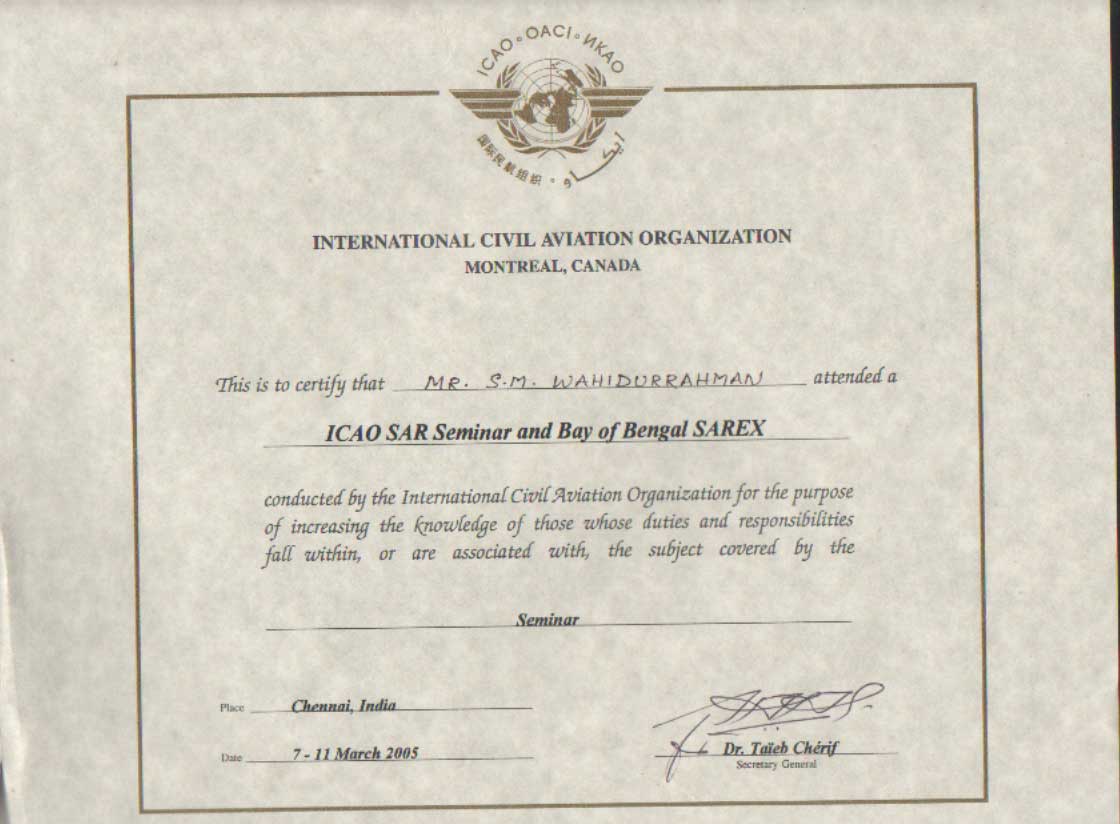 ICAO ∘ OACI ∘ ИКАО
国际民航组织 ∘ ايكاو
INTERNATIONAL CIVIL AVIATION ORGANIZATION
MONTREAL, CANADA
This is to certify that MR. S.M. WAHIDURRAHMAN attended a
ICAO SAR Seminar and Bay of Bengal SAREX
conducted by the International Civil Aviation Organization for the purpose
of increasing the knowledge of those whose duties and responsibilities
fall within, or are associated with, the subject covered by the
Seminar
Place Chennai, India
Date 7 - 11 March 2005
Dr. Taïeb Chérif
Secretary General